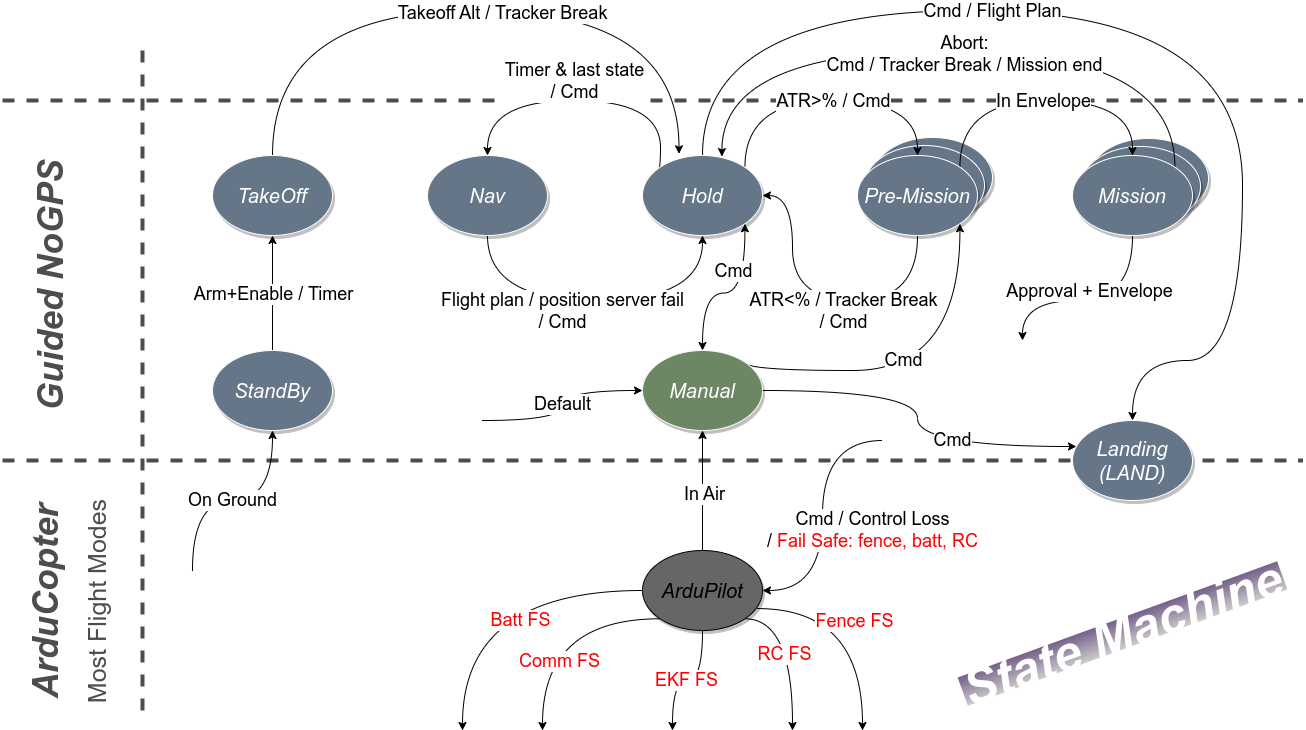 Takeoff Alt / Tracker Break
Cmd / Flight Plan
Abort:
Cmd / Tracker Break / Mission end
Timer & last state
/ Cmd
ATR>% / Cmd
In Envelope
Guided NoGPS
TakeOff
Nav
Hold
Pre-Mission
Mission
Cmd
Arm+Enable / Timer
Flight plan / position server fail
/ Cmd
ATR<% / Tracker Break
/ Cmd
Approval + Envelope
Cmd
StandBy
Default
Manual
Cmd
Landing
(LAND)
ArduCopter
Most Flight Modes
On Ground
In Air
Cmd / Control Loss
/ Fail Safe: fence, batt, RC
ArduPilot
Batt FS
Comm FS
EKF FS
RC FS
Fence FS
State Machine